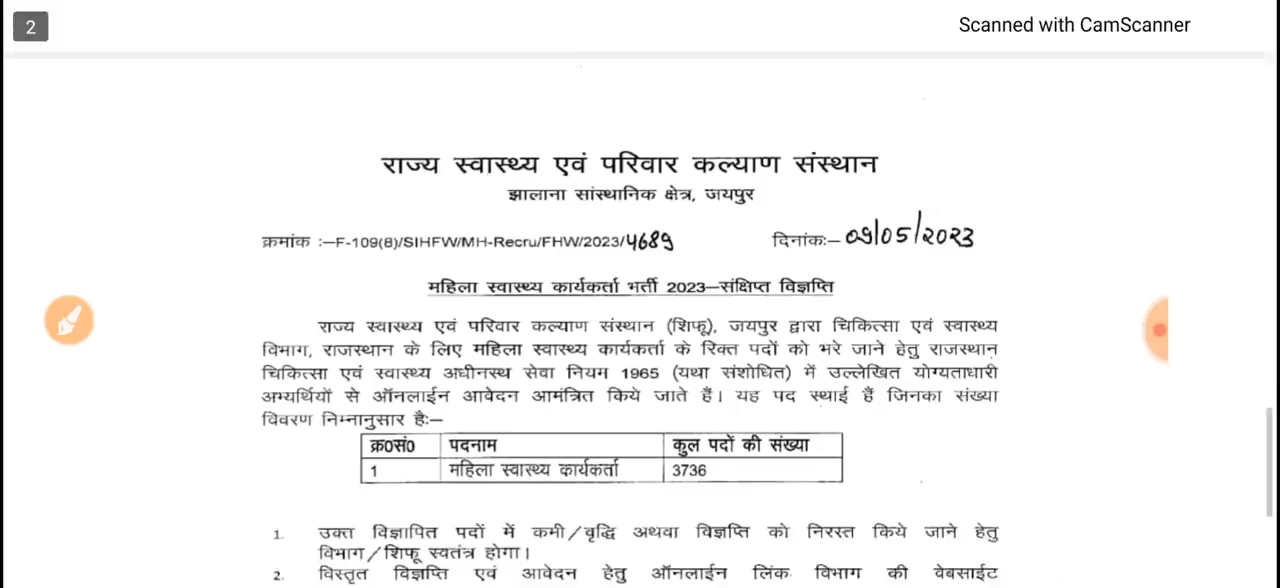 2
Scanned with CamScanner
राज्य स्वास्थ्य एवं परिवार कल्याण संस्थान
झालाना सांस्थानिक क्षेत्र, जयपुर
क्रमांक :–F-109(8)/SIHFW/MH-Recru/FHW/2023/4689 दिनांकः– 09/05/2023
महिला स्वास्थ्य कार्यकर्ता भर्ती 2023–संक्षिप्त विज्ञप्ति
राज्य स्वास्थ्य एवं परिवार कल्याण संस्थान (शिफू), जयपुर द्वारा चिकित्सा एवं स्वास्थ्य
विभाग, राजस्थान के लिए महिला स्वास्थ्य कार्यकर्ता के रिक्त पदों को भरे जाने हेतु राजस्थान
चिकित्सा एवं स्वास्थ्य अधीनस्थ सेवा नियम 1965 (यथा संशोधित) में उल्लेखित योग्यताधारी
अभ्यर्थियों से ऑनलाईन आवेदन आमंत्रित किये जाते हैं। यह पद स्थाई हैं जिनका संख्या
विवरण निम्नानुसार हैः–
क्र0सं0 पदनाम कुल पदों की संख्या
1 महिला स्वास्थ्य कार्यकर्ता 3736
1. उक्त विज्ञापित पदों में कमी/वृद्धि अथवा विज्ञप्ति को निरस्त किये जाने हेतु
विभाग/शिफू स्वतंत्र होगा।
2. विस्तृत विज्ञप्ति एवं आवेदन हेतु ऑनलाईन लिंक विभाग की वेबसाईट